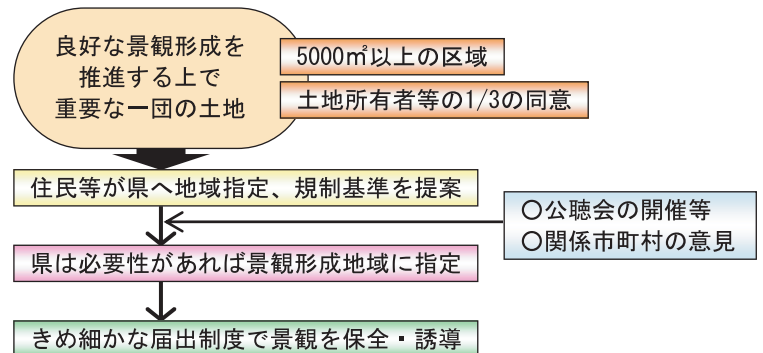 良好な景観形成を
推進する上で
重要な一団の土地
5000㎡以上の区域
土地所有者等の1/3の同意
住民等が県へ地域指定、規制基準を提案
○公聴会の開催等
○関係市町村の意見
県は必要性があれば景観形成地域に指定
きめ細かな届出制度で景観を保全・誘導